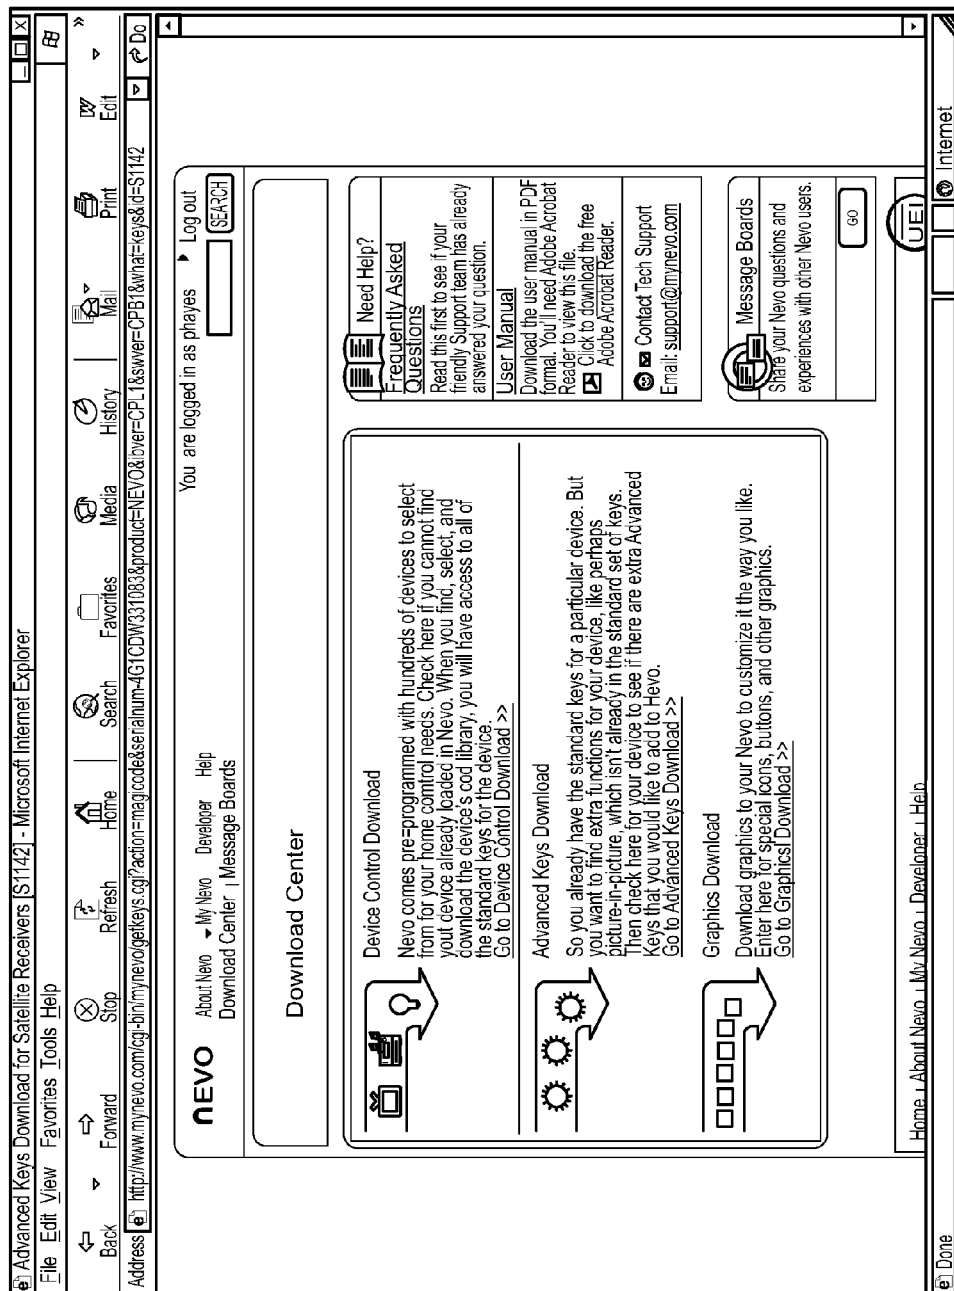 Advanced Keys Download for Satellite Receivers [S1142] - Microsoft Internet Explorer
File Edit View Favorites Tools Help
Back Forward Stop Refresh Home Search Favorites Media History Mail Print Edit
Address http://www.mynevo.com/cgi-bin/mynevo/getkeys.cgi?action=magicode&serialnum-4G1CDW331083&product=NEVO&ibver=CPL1&swver=CPB1&what=keys&id=S1142 Do
nEVO
About Nevo My Nevo Developer Help
Download Center | Message Boards
You are logged in as phayes Log out
SEARCH
Download Center
Device Control Download
Nevo comes pre=programmed with hundreds of devices to select
from for your home control needs. Check here if you cannot find
yout device already loaded in Nevo. When you find, select, and
download the device's cod library, you will have access to all of
the standard keys for the device.
Go to Device Control Download >>
Advanced Keys Download
So you already have the standard keys for a particular device. But
you want to find extra functions for your device, like perhaps
picture-in-picture, which isn't already in the standard set of keys.
Then check here for your device to see if there are extra Advanced
Keys that you would like to add to Hevo.
Go to Advanced Keys Download >>
Graphics Download
Download graphics to your Nevo to customize it the way you like.
Enter here for special icons, buttons, and other graphics.
Go to Graphicsl Download >>
Need Help?
Frequently Asked
Questions
Read this first to see if your
friendly Support team has already
answered your question.
User Manual
Download the user manual in PDF
formal. You'll need Adobe Acrobat
Reader to view this file.
Click to download the free
Adobe Acrobat Reader.
Contact Tech Support
Email: support@mynevo.com
Message Boards
Share your Nevo questions and
experiences with other Nevo users.
GO
Home | About Nevo | My Nevo | Developer | Help
UEI
Done Internet